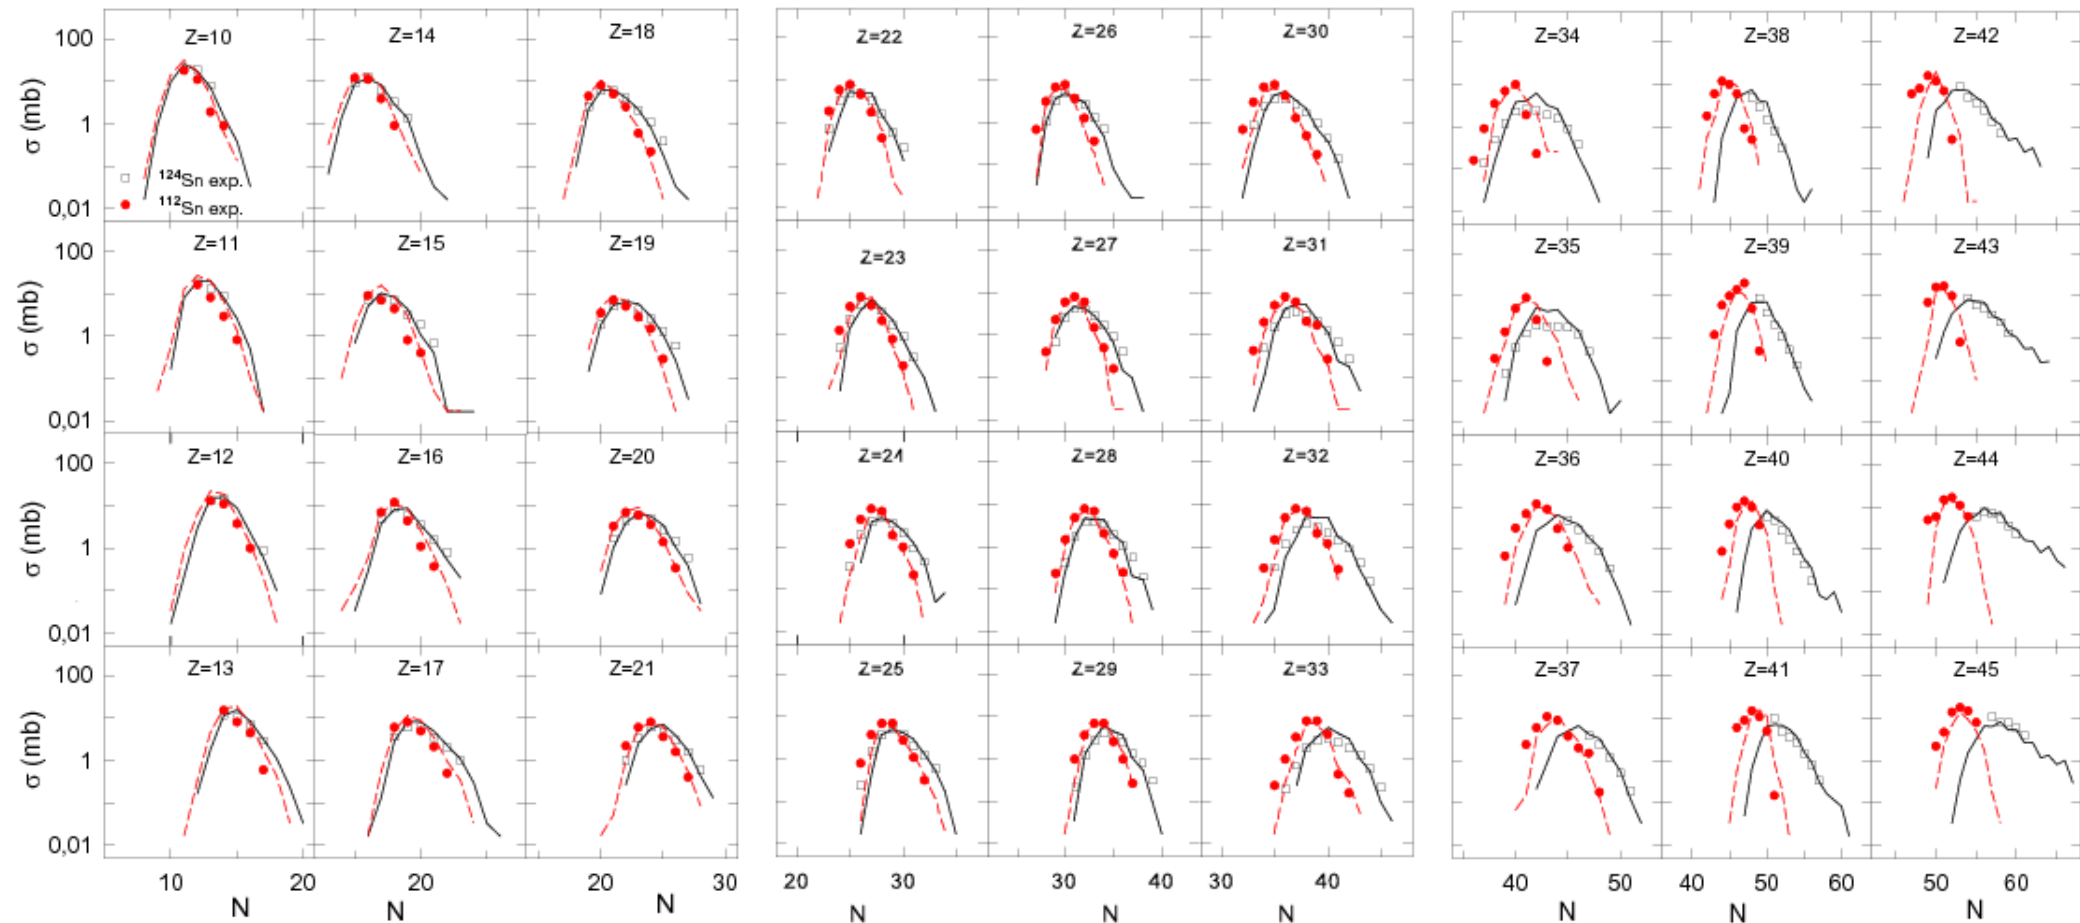 100 Z=10 Z=14 Z=18 Z=22 Z=26 Z=30 Z=34 Z=38 Z=42
σ (mb)
1
□ ¹²⁴Sn exp.
● ¹¹²Sn exp.
0,01
100 Z=11 Z=15 Z=19 Z=23 Z=27 Z=31 Z=35 Z=39 Z=43
σ (mb)
1
0,01
100 Z=12 Z=16 Z=20 Z=24 Z=28 Z=32 Z=36 Z=40 Z=44
σ (mb)
1
0,01
100 Z=13 Z=17 Z=21 Z=25 Z=29 Z=33 Z=37 Z=41 Z=45
σ (mb)
1
0,01
10 20 20 20 30 20 30 30 40 30 40 40 50 40 50 60 50 60
N N N N N N N N N